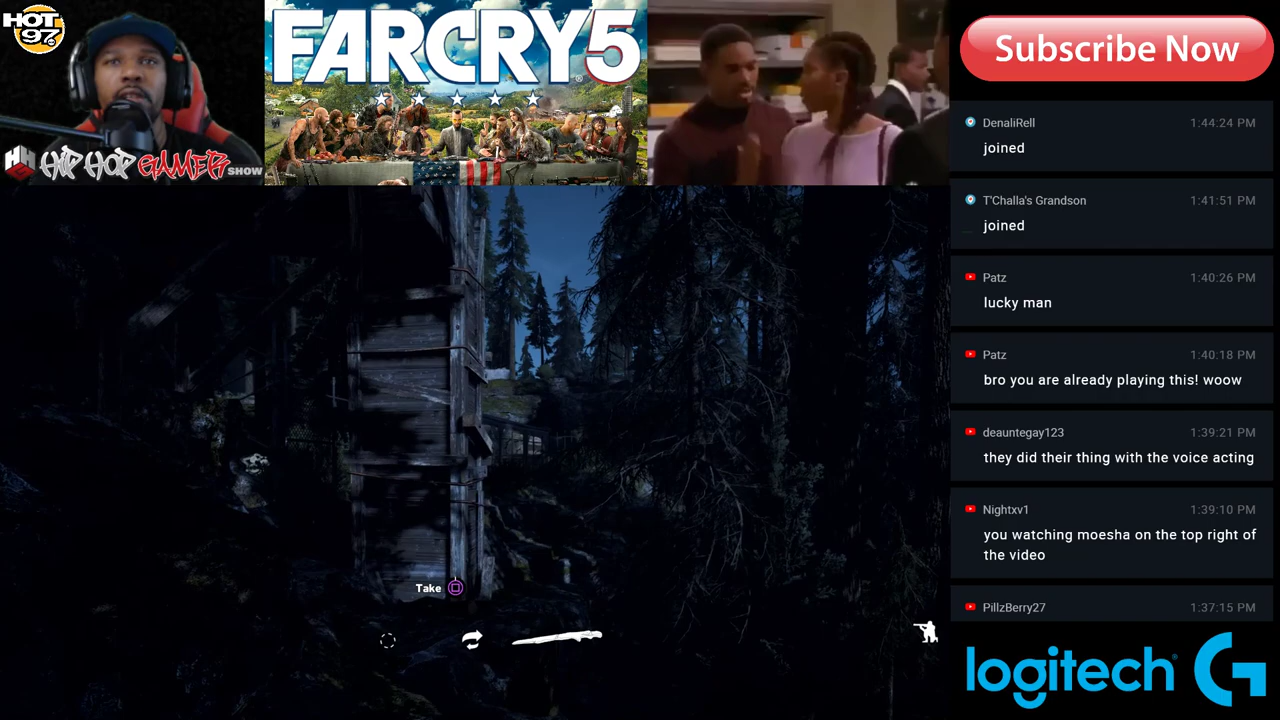 HOT
97
HHG HIP HOP GAMER SHOW
FARCRY5
Subscribe Now
DenaliRell 1:44:24 PM
joined
T'Challa's Grandson 1:41:51 PM
joined
Patz 1:40:26 PM
lucky man
Patz 1:40:18 PM
bro you are already playing this! woow
deauntegay123 1:39:21 PM
they did their thing with the voice acting
Nightxv1 1:39:10 PM
you watching moesha on the top right of
the video
PillzBerry27 1:37:15 PM
Take
logitech G